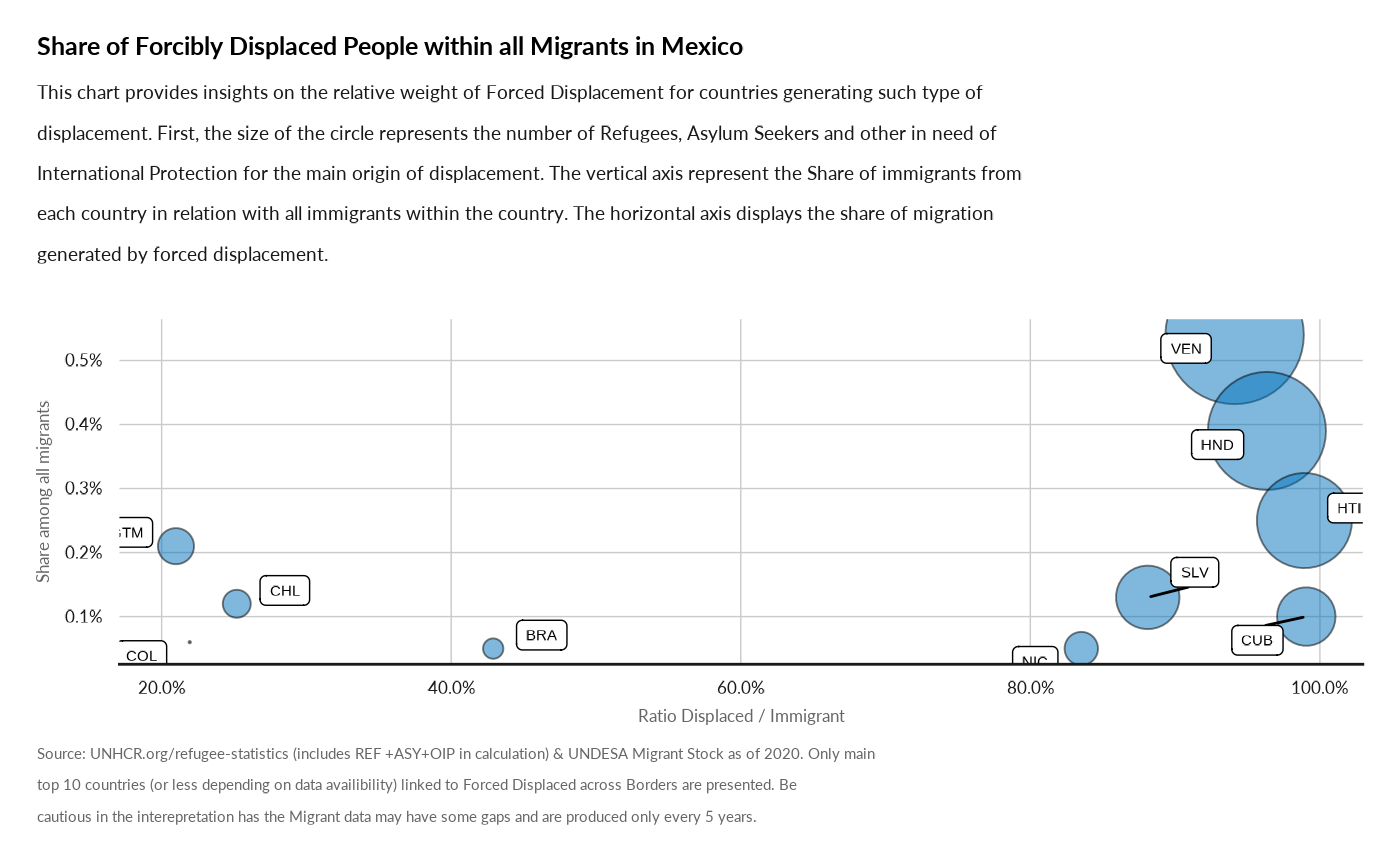 Share of Forcibly Displaced People within all Migrants in Mexico
This chart provides insights on the relative weight of Forced Displacement for countries generating such type of
displacement. First, the size of the circle represents the number of Refugees, Asylum Seekers and other in need of
International Protection for the main origin of displacement. The vertical axis represent the Share of immigrants from
each country in relation with all immigrants within the country. The horizontal axis displays the share of migration
generated by forced displacement.
VEN
0.5%
0.4%
HND
0.3%
HTI
GTM
0.2%
SLV
CHL
0.1%
BRA
CUB
COL
NIC
Share among all migrants
20.0%
40.0%
60.0%
80.0%
100.0%
Ratio Displaced / Immigrant
Source: UNHCR.org/refugee-statistics (includes REF +ASY+OIP in calculation) & UNDESA Migrant Stock as of 2020. Only main
top 10 countries (or less depending on data availibility) linked to Forced Displaced across Borders are presented. Be
cautious in the interepretation has the Migrant data may have some gaps and are produced only every 5 years.